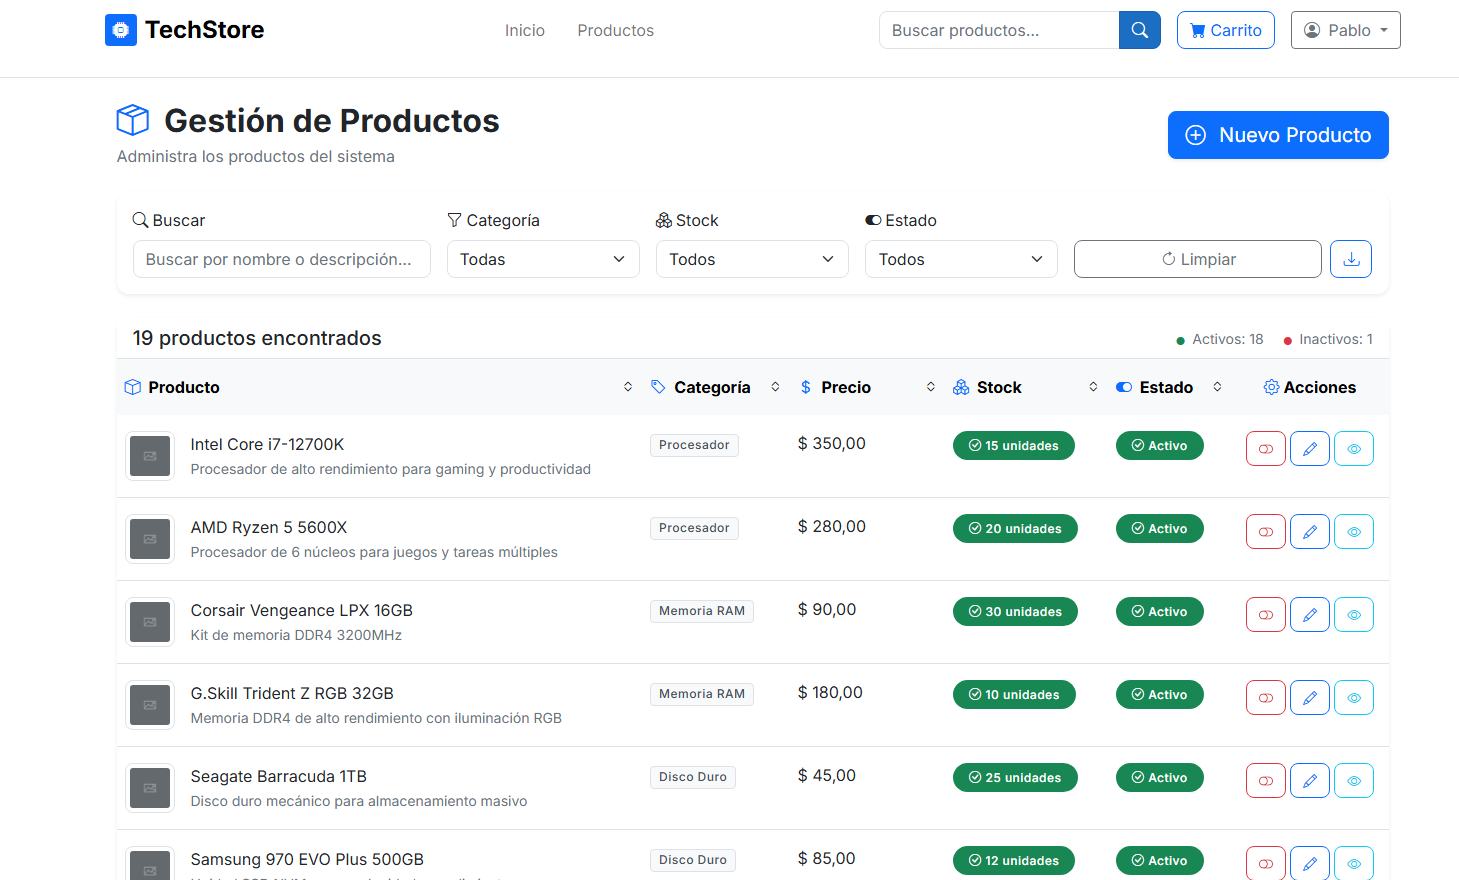 TechStore
Inicio
Productos
Buscar productos...
Carrito
Pablo
Gestión de Productos
Administra los productos del sistema
Nuevo Producto
Buscar
Categoría
Stock
Estado
Buscar por nombre o descripción...
Todas
Todos
Todos
Limpiar
19 productos encontrados
Activos: 18
Inactivos: 1
Producto
Categoría
$ Precio
Stock
Estado
Acciones
Intel Core i7-12700K
Procesador de alto rendimiento para gaming y productividad
Procesador
$ 350,00
15 unidades
Activo
AMD Ryzen 5 5600X
Procesador de 6 núcleos para juegos y tareas múltiples
Procesador
$ 280,00
20 unidades
Activo
Corsair Vengeance LPX 16GB
Kit de memoria DDR4 3200MHz
Memoria RAM
$ 90,00
30 unidades
Activo
G.Skill Trident Z RGB 32GB
Memoria DDR4 de alto rendimiento con iluminación RGB
Memoria RAM
$ 180,00
10 unidades
Activo
Seagate Barracuda 1TB
Disco duro mecánico para almacenamiento masivo
Disco Duro
$ 45,00
25 unidades
Activo
Samsung 970 EVO Plus 500GB
Disco Duro
$ 85,00
12 unidades
Activo